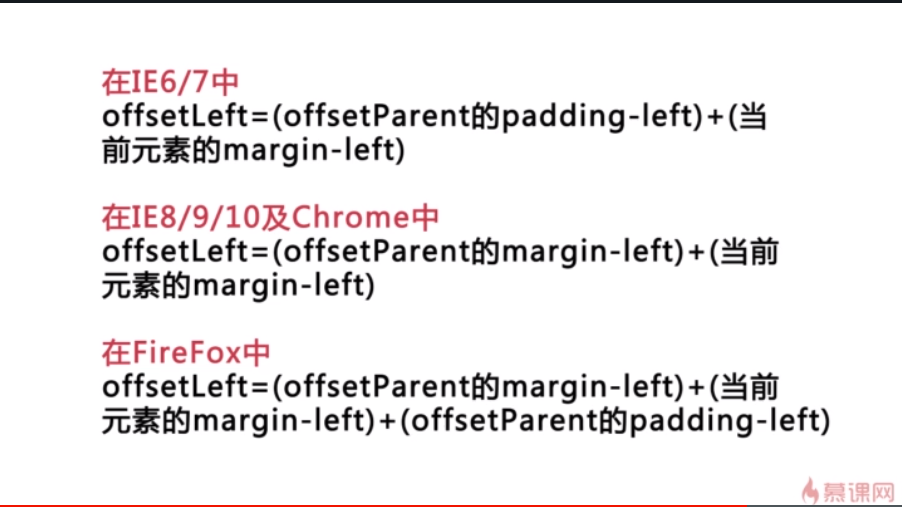 在IE6/7中
offsetLeft=(offsetParent的padding-left)+(当
前元素的margin-left)
在IE8/9/10及Chrome中
offsetLeft=(offsetParent的margin-left)+(当前
元素的margin-left)
在FireFox中
offsetLeft=(offsetParent的margin-left)+(当前
元素的margin-left)+(offsetParent的padding-left)
慕课网